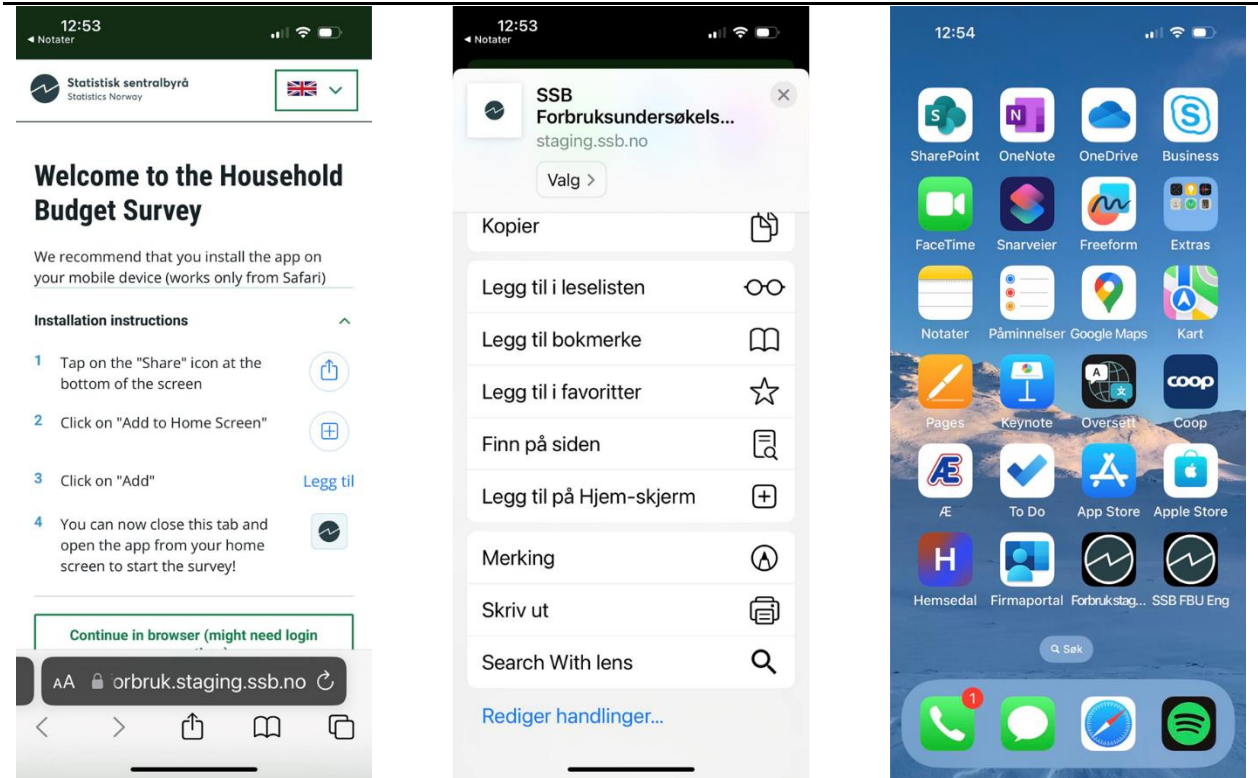 12:53
◄ Notater
Statistisk sentralbyrå
Statistics Norway
Welcome to the Household
Budget Survey
We recommend that you install the app on
your mobile device (works only from Safari)
Installation instructions
1 Tap on the "Share" icon at the
bottom of the screen
2 Click on "Add to Home Screen"
3 Click on "Add" Legg til
4 You can now close this tab and
open the app from your home
screen to start the survey!
Continue in browser (might need login
AA orbruk.staging.ssb.no
12:53
◄ Notater
SSB
Forbruksundersøkels...
staging.ssb.no
Valg >
Kopier
Legg til i leselisten
Legg til bokmerke
Legg til i favoritter
Finn på siden
Legg til på Hjem-skjerm
Merking
Skriv ut
Search With lens
Rediger handlinger...
12:54
S N S
SharePoint OneNote OneDrive Business
FaceTime Snarveier Freeform Extras
Notater Påminnelser Google Maps Kart
A coop
Pages Keynote Oversett Coop
Æ
Æ To Do App Store Apple Store
H
Hemsedal Firmaportal Forbrukstag... SSB FBU Eng
Søk
1